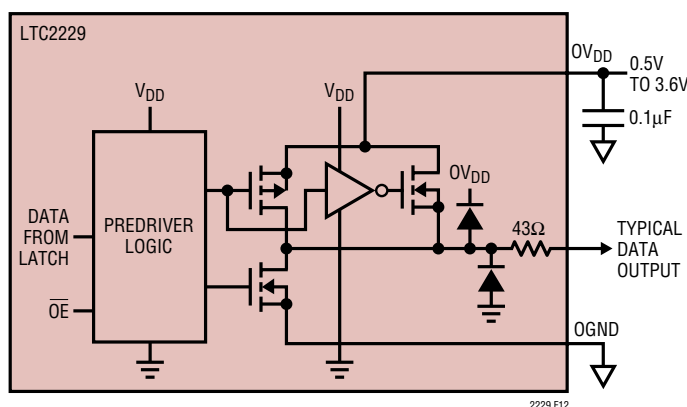 LTC2229
OVDD
0.5V
TO 3.6V
0.1µF
VDD
VDD
OVDD
DATA
FROM
LATCH
PREDRIVER
LOGIC
43Ω
TYPICAL
DATA
OUTPUT
OE
OGND
2229 F12